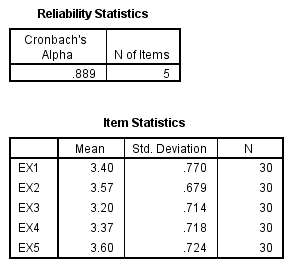 Reliability Statistics
Cronbach's
Alpha N of Items
.889 5
Item Statistics
Mean Std. Deviation N
EX1 3.40 .770 30
EX2 3.57 .679 30
EX3 3.20 .714 30
EX4 3.37 .718 30
EX5 3.60 .724 30